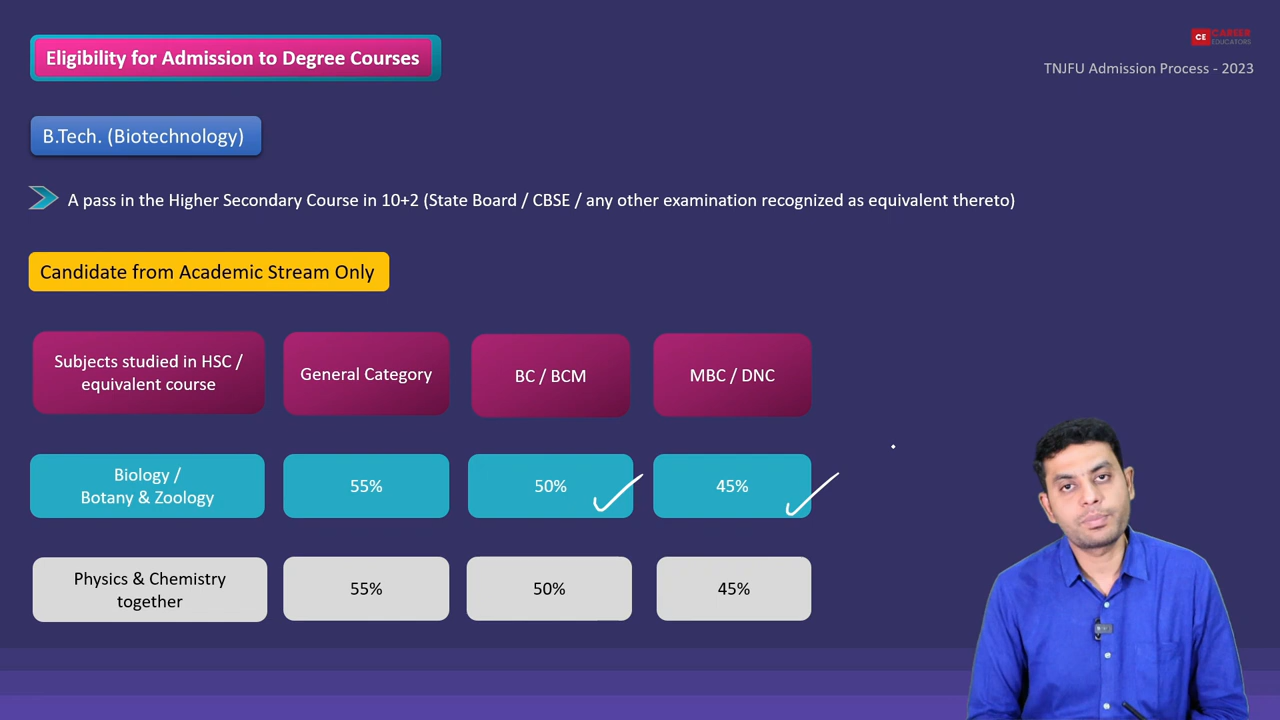 Eligibility for Admission to Degree Courses
CE CAREER
EDUCATORS
TNJFU Admission Process - 2023
B.Tech. (Biotechnology)
A pass in the Higher Secondary Course in 10+2 (State Board / CBSE / any other examination recognized as equivalent thereto)
Candidate from Academic Stream Only
Subjects studied in HSC /
equivalent course
General Category
BC / BCM
MBC / DNC
Biology /
Botany & Zoology
55%
50%
45%
Physics & Chemistry
together
55%
50%
45%